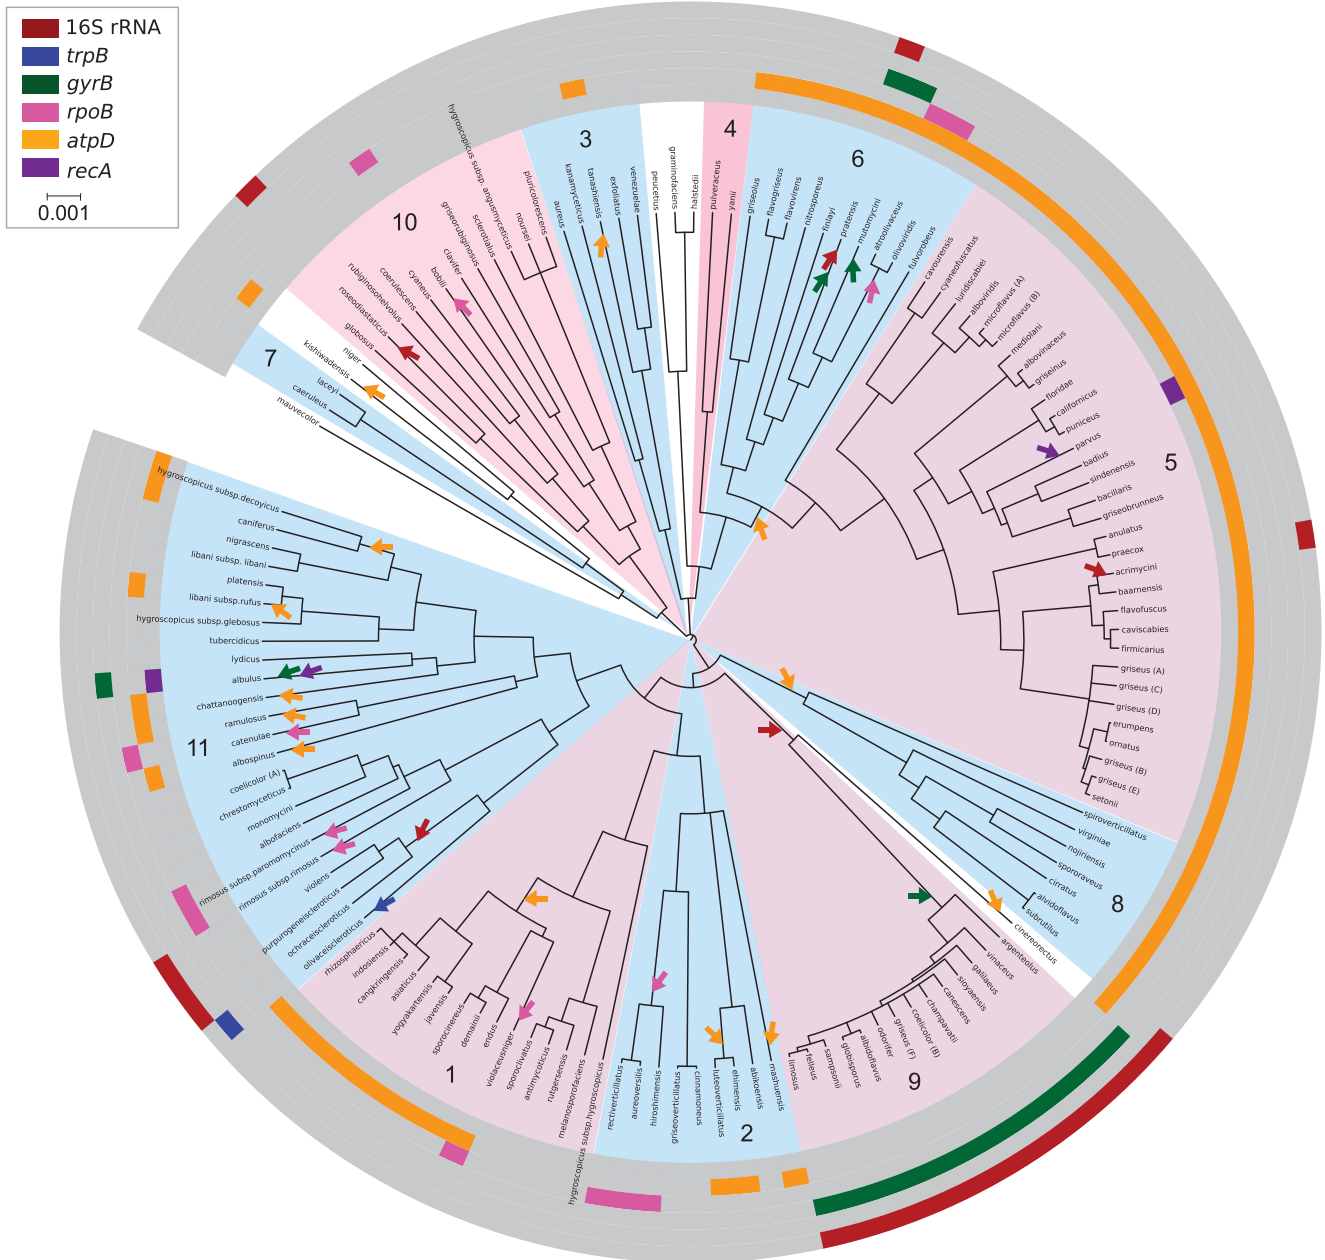 16S rRNA
trpB
gyrB
rpoB
atpD
recA
0.001
7
mauvecolor
caeruleus
laceyi
kishiwadensis
niger
10
globosus
roseodiastaticus
rubiginosohelvolus
coerulescens
cyaneus
bobili
clavifer
griseorubiginosus
sclerotialus
hygroscopicus subsp. angusmyceticus
noursei
pluricolorescens
3
aureus
kanamyceticus
tanashiensis
exfoliatus
venezuelae
peucetius
graminofaciens
halstedii
4
pulveraceus
yanii
6
griseolus
flavogriseus
flavovirens
nitrosporeus
finlayi
pratensis
mutomycini
atroolivaceus
olivoviridis
fulvorobeus
5
cavourensis
cyaneofuscatus
luridiscabiei
alboviridis
microflavus (A)
microflavus (B)
mediolani
albovinaceus
griseinus
floridae
californicus
puniceus
parvus
badius
sindenensis
bacillaris
griseobrunneus
anulatus
praecox
acrimycini
baarnensis
flavofuscus
caviscabies
firmicarius
griseus (A)
griseus (C)
griseus (D)
erumpens
ornatus
griseus (B)
griseus (E)
setonii
8
spiroverticillatus
virginiae
nojiriensis
spororaveus
cirratus
alvidoflavus
subrutilus
cinereorectus
9
argenteolus
vinaceus
galilaeus
sioyaensis
canescens
champavatii
coelicolor (B)
griseus (F)
odorifer
albidoflavus
globisporus
sampsonii
felleus
limosus
2
mashuensis
abikoensis
ehimensis
luteoverticillatus
cinnamoneus
griseoverticillatus
hiroshimensis
aureoversilis
rectiverticillatus
1
hygroscopicus subsp.hygroscopicus
melanosporofaciens
rutgersensis
antimycoticus
sporoclivatus
violaceusniger
endus
demainii
sporocinereus
javensis
yogyakartensis
asiaticus
cangkringensis
indosiensis
rhizosphaericus
11
olivaceiscleroticus
ochraceiscleroticus
purpurogeneiscleroticus
violens
rimosus subsp.rimosus
rimosus subsp.paromomycinus
albofaciens
monomycini
chrestomyceticus
coelicolor (A)
albospinus
catenulae
ramulosus
chattanoogensis
albulus
lydicus
tubercidicus
hygroscopicus subsp.glebosus
libani subsp.rufus
platensis
libani subsp. libani
nigrascens
caniferus
hygroscopicus subsp.decoyicus